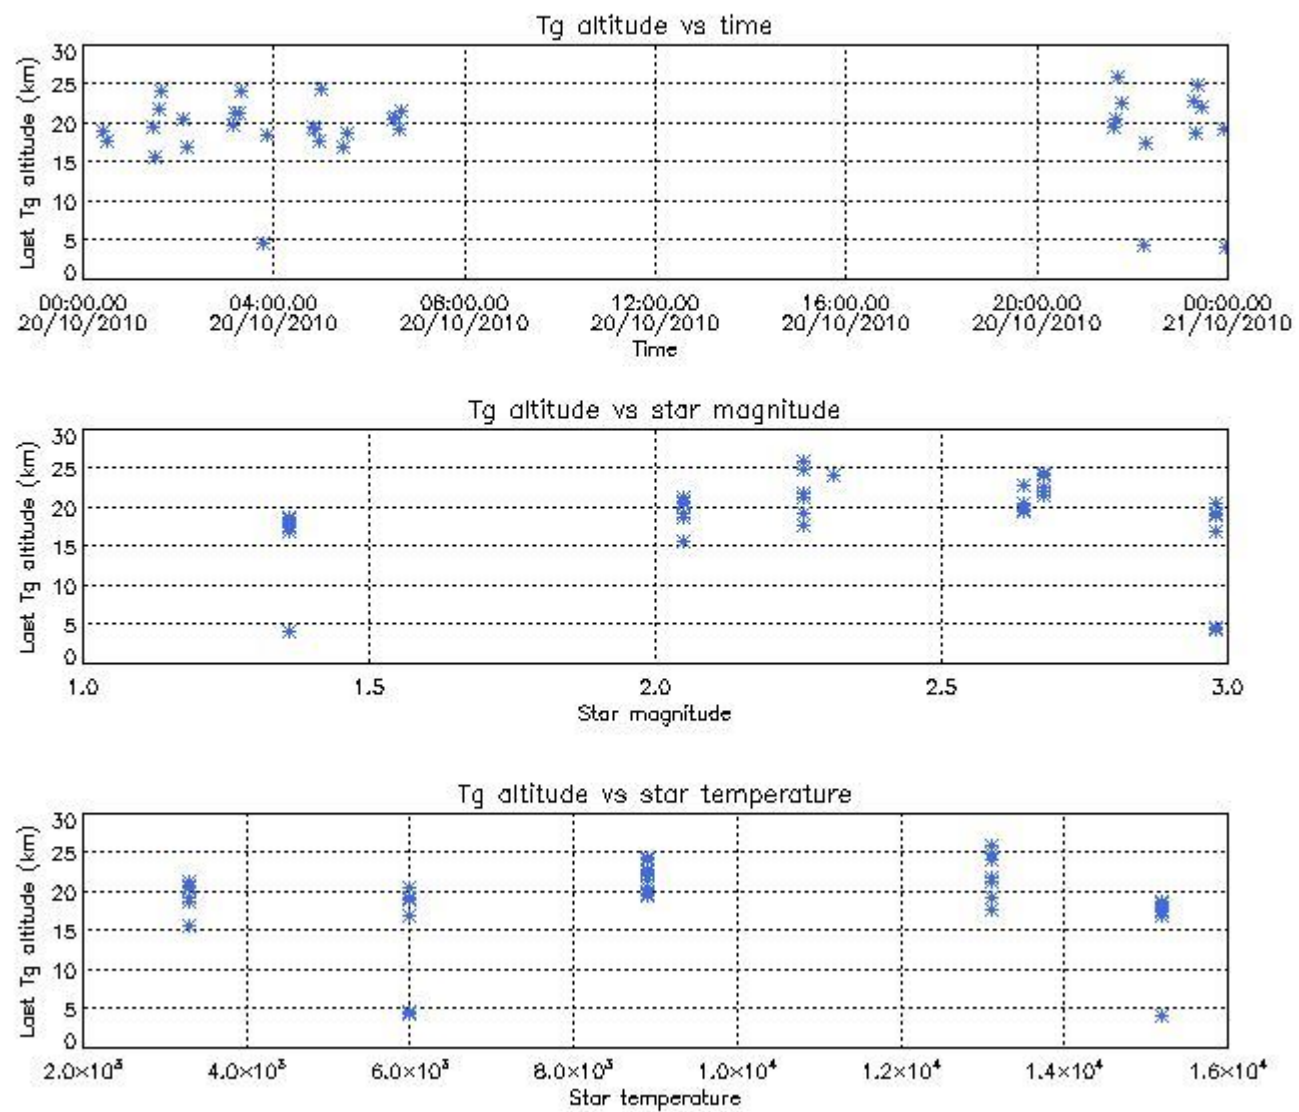 Tg altitude vs time
30
25
20
15
10
5
0
Last Tg altitude (km)
00:00.00 04:00.00 08:00.00 12:00.00 16:00.00 20:00.00 00:00.00
20/10/2010 20/10/2010 20/10/2010 20/10/2010 20/10/2010 20/10/2010 21/10/2010
Time
Tg altitude vs star magnitude
30
25
20
15
10
5
0
Last Tg altitude (km)
1.0 1.5 2.0 2.5 3.0
Star magnitude
Tg altitude vs star temperature
30
25
20
15
10
5
0
Last Tg altitude (km)
2.0×10³ 4.0×10³ 6.0×10³ 8.0×10³ 1.0×10⁴ 1.2×10⁴ 1.4×10⁴ 1.6×10⁴
Star temperature